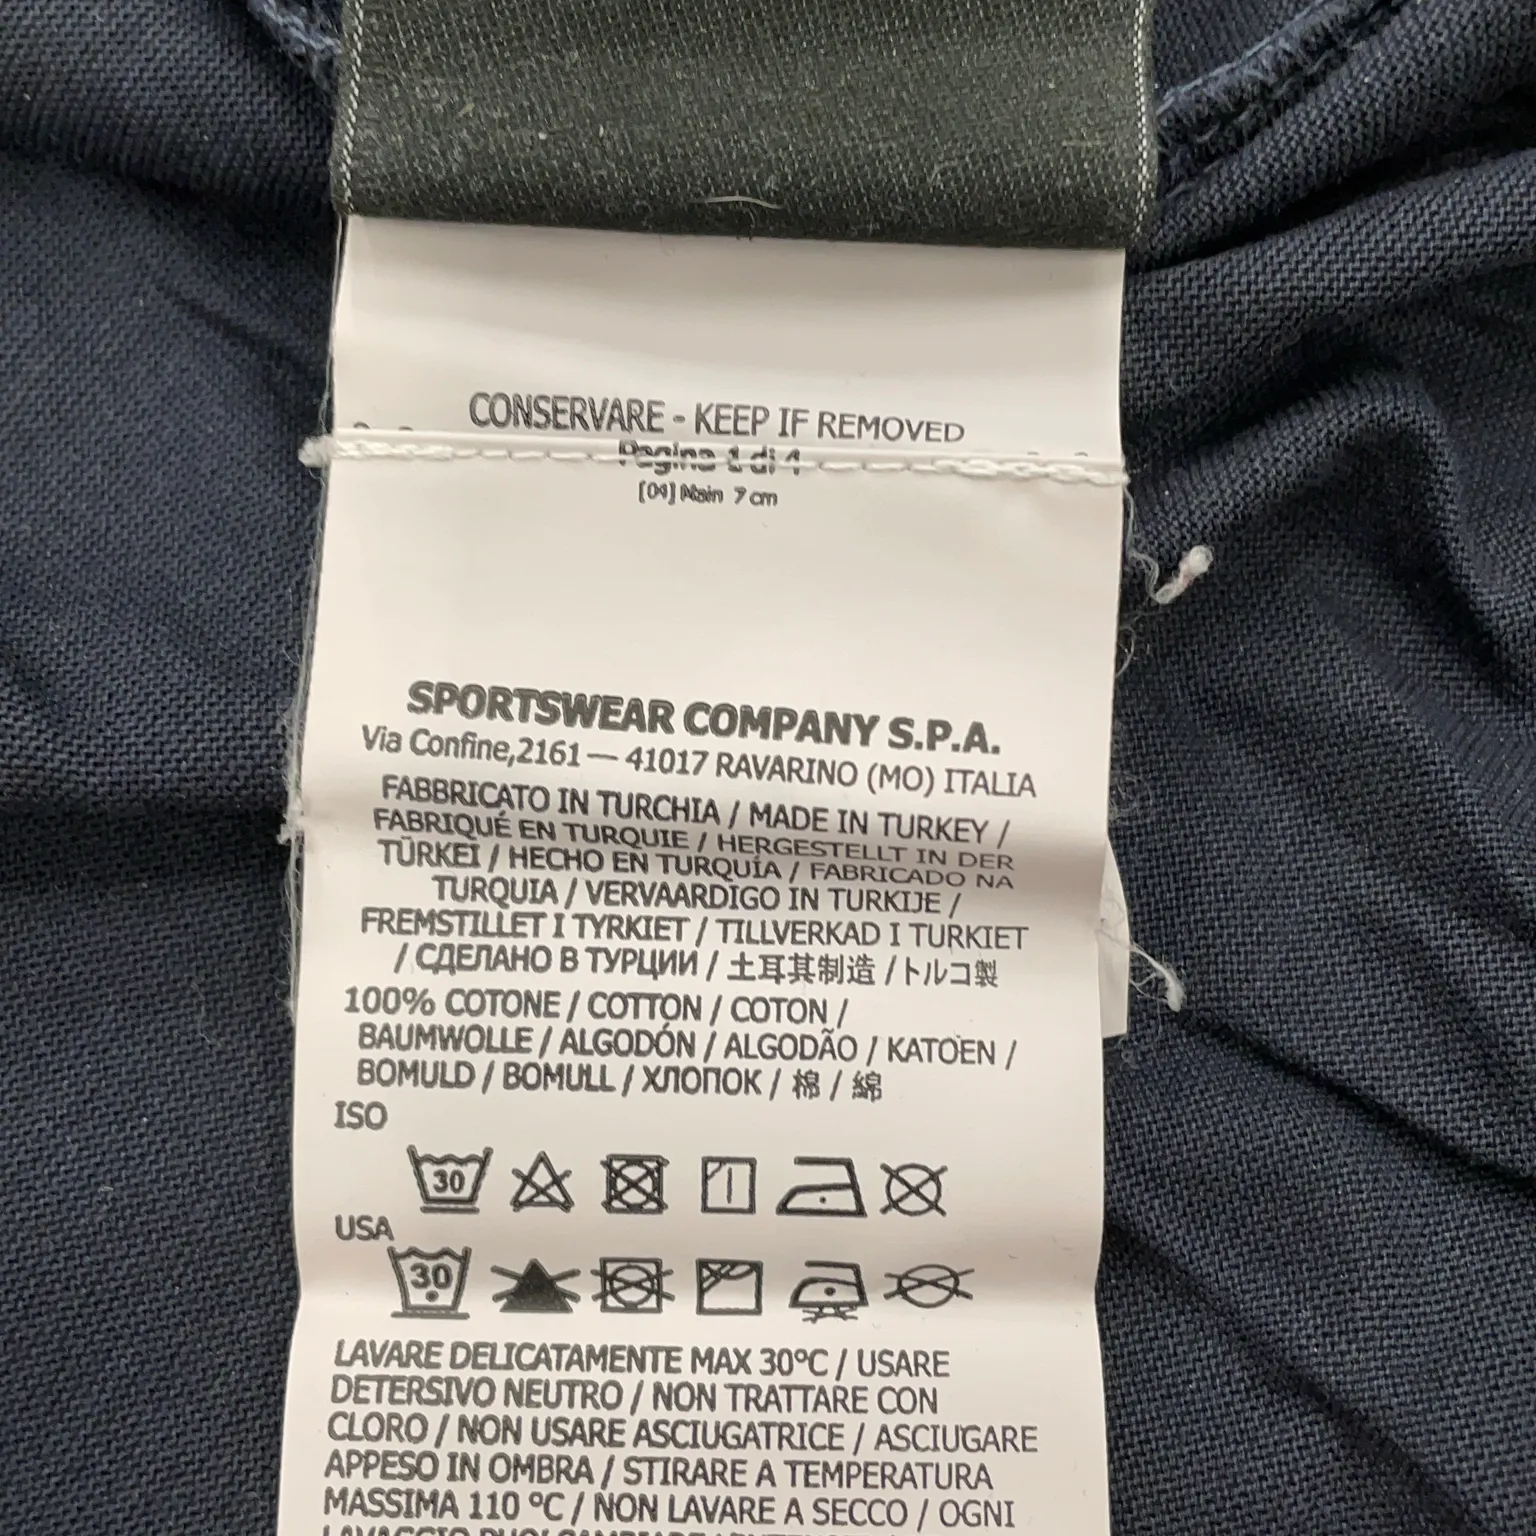 CONSERVARE - KEEP IF REMOVED
Pagina 1 di 4
[04] Main 7 cm
SPORTSWEAR COMPANY S.P.A.
Via Confine,2161 — 41017 RAVARINO (MO) ITALIA
FABBRICATO IN TURCHIA / MADE IN TURKEY /
FABRIQUÉ EN TURQUIE / HERGESTELLT IN DER
TÜRKEI / HECHO EN TURQUÍA / FABRICADO NA
TURQUIA / VERVAARDIGO IN TURKIJE /
FREMSTILLET I TYRKIET / TILLVERKAD I TURKIET
/ СДЕЛАНО В ТУРЦИИ / 土耳其制造 / トルコ製
100% COTONE / COTTON / COTON /
BAUMWOLLE / ALGODÓN / ALGODÃO / KATOEN /
BOMULD / BOMULL / ХЛОПОК / 棉 / 綿
ISO
30
USA
30
LAVARE DELICATAMENTE MAX 30°C / USARE
DETERSIVO NEUTRO / NON TRATTARE CON
CLORO / NON USARE ASCIUGATRICE / ASCIUGARE
APPESO IN OMBRA / STIRARE A TEMPERATURA
MASSIMA 110 °C / NON LAVARE A SECCO / OGNI